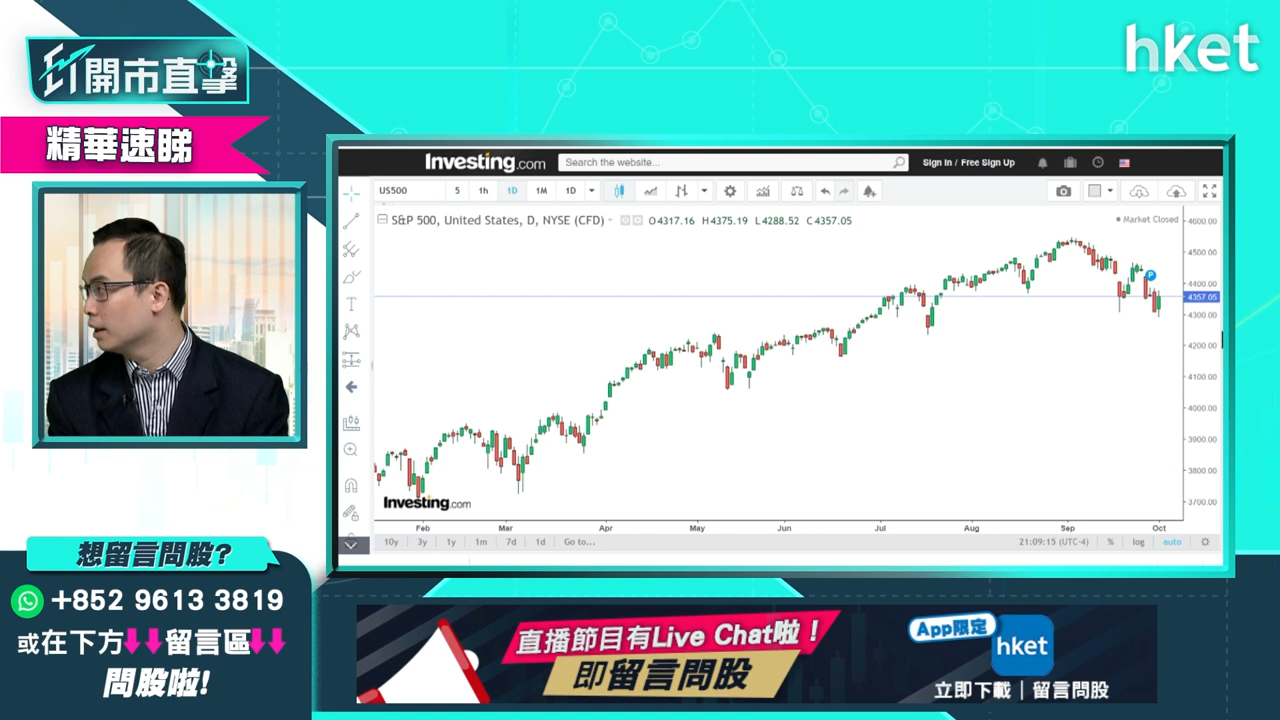 hket
ET開市直擊
精華速睇
Investing.com
Search the website...
Sign In / Free Sign Up
US500
5
1h
1D
1M
1D
S&P 500, United States, D, NYSE (CFD)
O4317.16 H4375.19 L4288.52 C4357.05
Market Closed
4600.00
4500.00
P
4400.00
4357.05
4300.00
4200.00
4100.00
4000.00
3900.00
3800.00
3700.00
Investing.com
Feb Mar Apr May Jun Jul Aug Sep Oct
10y 3y 1y 1m 7d 1d Go to...
21:09:15 (UTC-4) % log auto
想留言問股?
+852 9613 3819
或在下方留言區
問股啦!
直播節目有Live Chat啦！
即留言問股
App限定
hket
立即下載｜留言問股